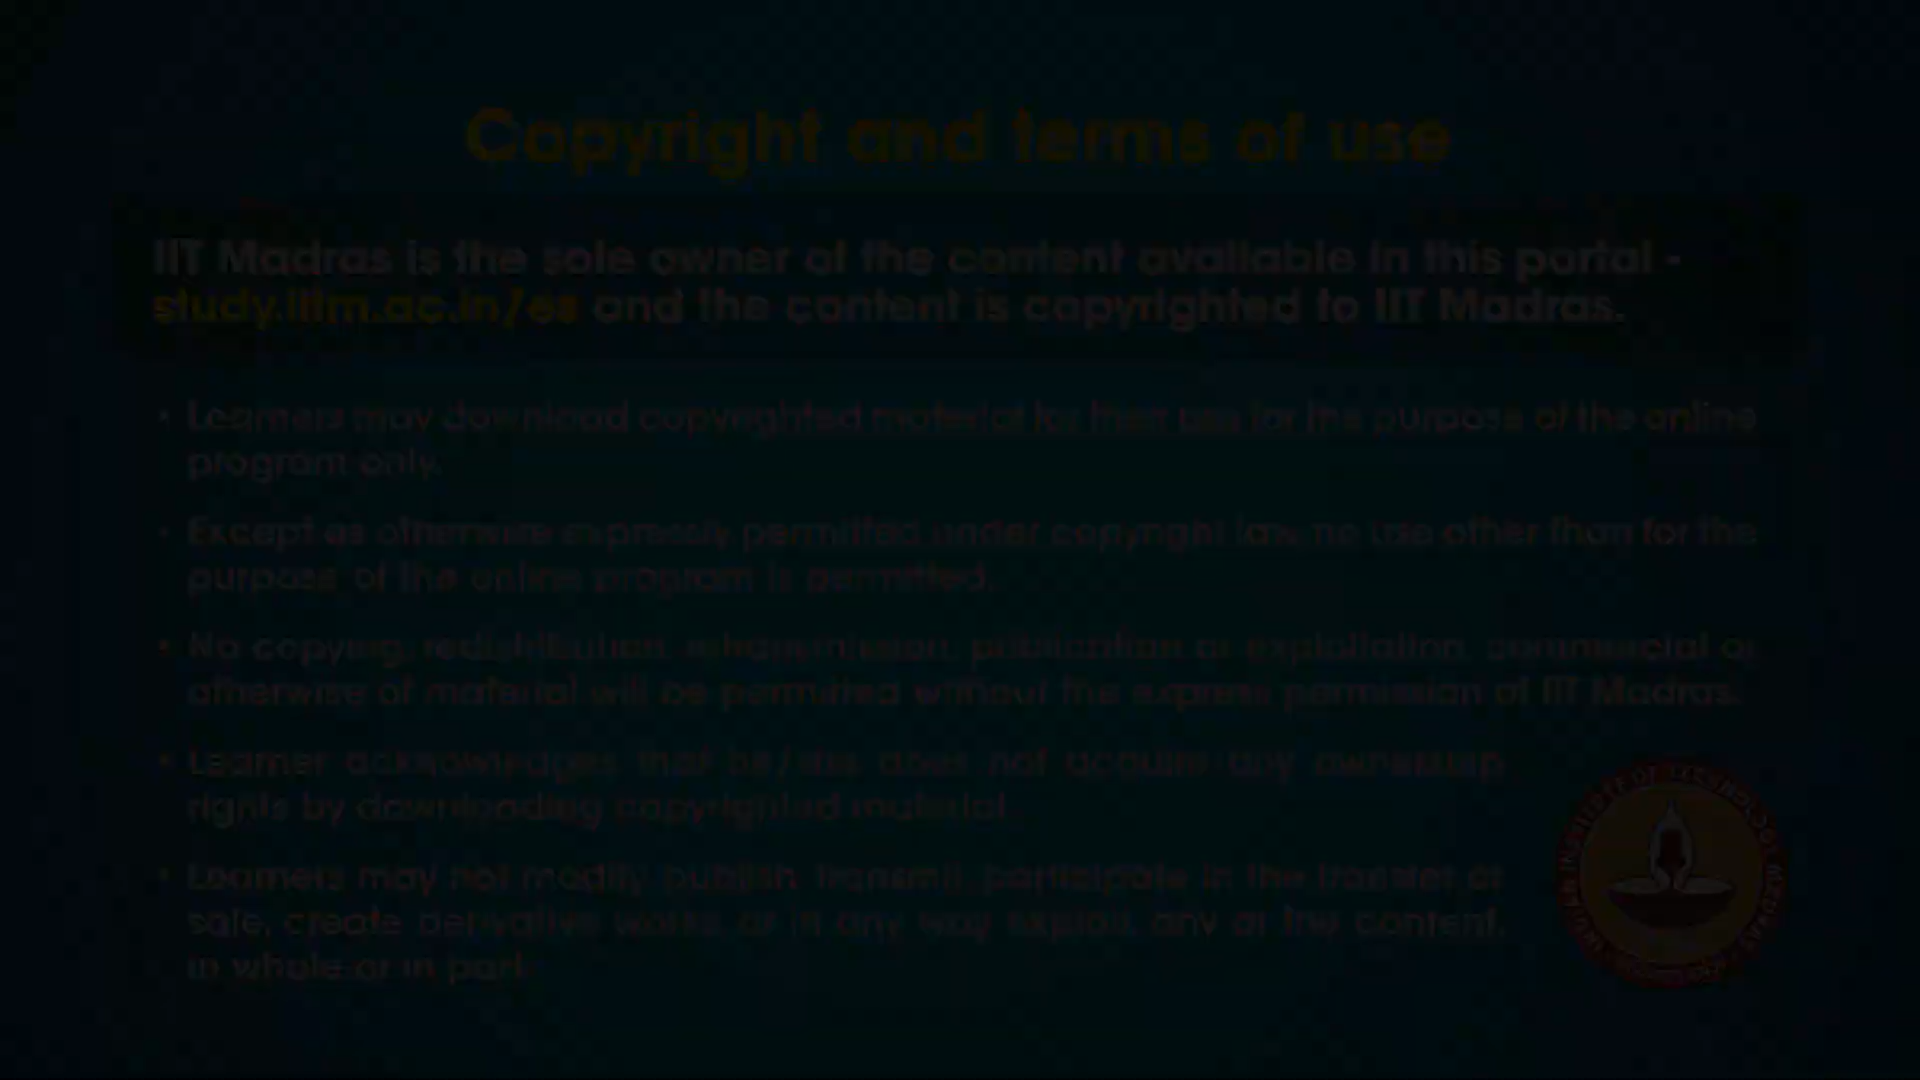 Copyright and terms of use
IIT Madras is the sole owner of the content available in this portal -
study.iitm.ac.in/es and the content is copyrighted to IIT Madras.
• Learners may download copyrighted material for their use for the purpose of the online
program only.
• Except as otherwise expressly permitted under copyright law, no use other than for the
purpose of the online program is permitted.
• No copying, redistribution, retransmission, publication or exploitation, commercial or
otherwise of material will be permitted without the express permission of IIT Madras.
• Learner acknowledges that he/she does not acquire any ownership
rights by downloading copyrighted material.
• Learners may not modify, publish, transmit, participate in the transfer or
sale, create derivative works, or in any way exploit, any of the content,
in whole or in part.
INDIAN INSTITUTE OF TECHNOLOGY MADRAS